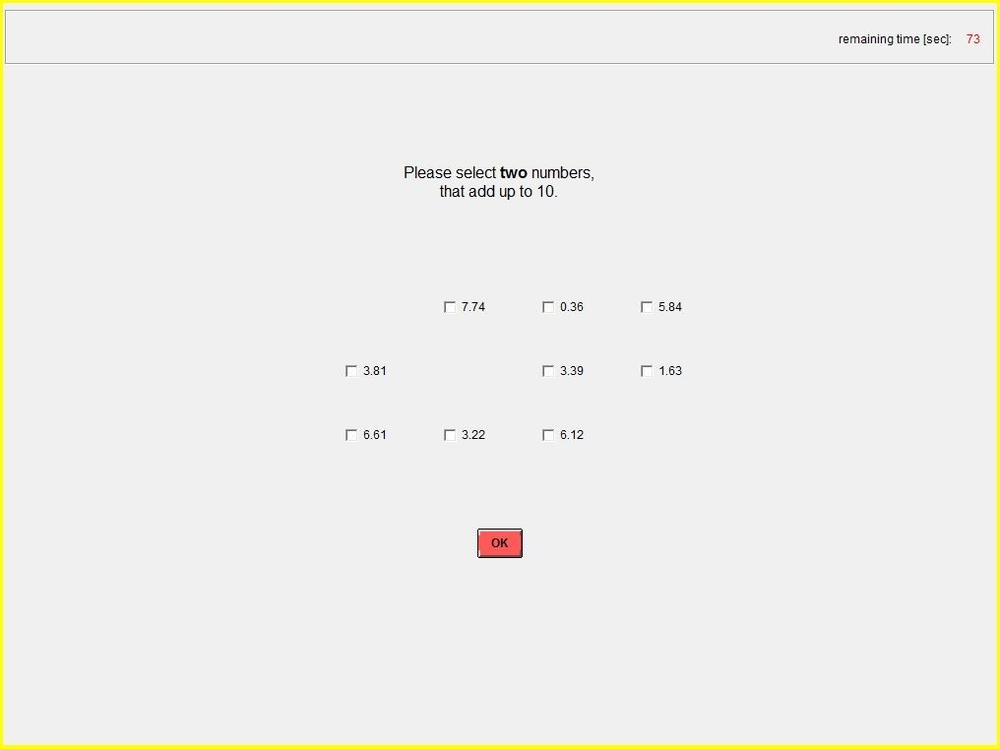 remaining time [sec]: 73
Please select two numbers,
that add up to 10.
7.74 0.36 5.84
3.81 3.39 1.63
6.61 3.22 6.12
OK